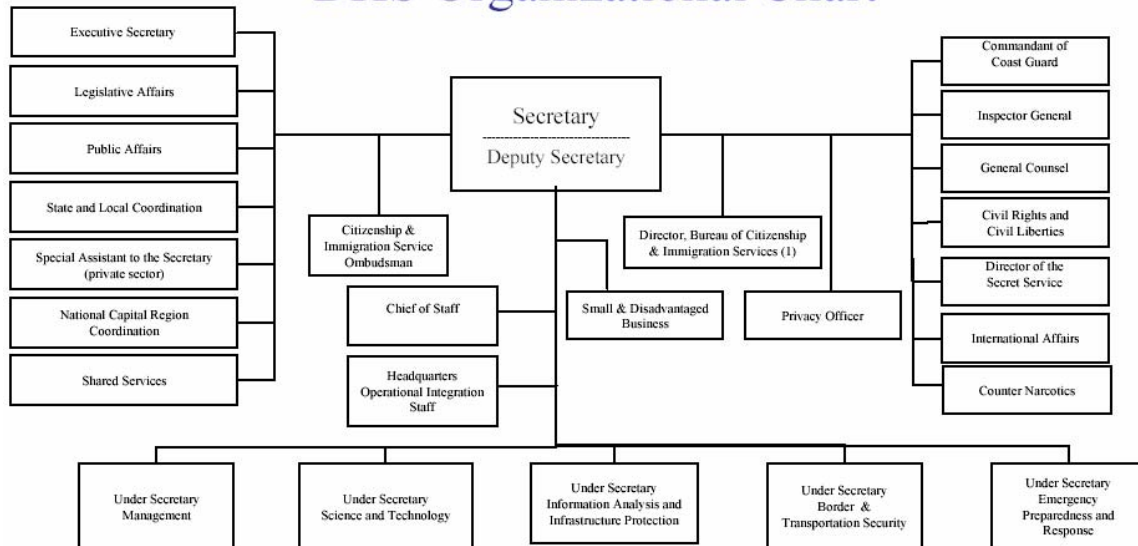 DHS Organizational Chart
Executive Secretary
Legislative Affairs
Public Affairs
State and Local Coordination
Special Assistant to the Secretary
(private sector)
National Capital Region
Coordination
Shared Services
Secretary
Deputy Secretary
Citizenship &
Immigration Service
Ombudsman
Director, Bureau of Citizenship
& Immigration Services (1)
Chief of Staff
Small & Disadvantaged
Business
Privacy Officer
Headquarters
Operational Integration
Staff
Commandant of
Coast Guard
Inspector General
General Counsel
Civil Rights and
Civil Liberties
Director of the
Secret Service
International Affairs
Counter Narcotics
Under Secretary
Management
Under Secretary
Science and Technology
Under Secretary
Information Analysis and
Infrastructure Protection
Under Secretary
Border &
Transportation Security
Under Secretary
Emergency
Preparedness and
Response